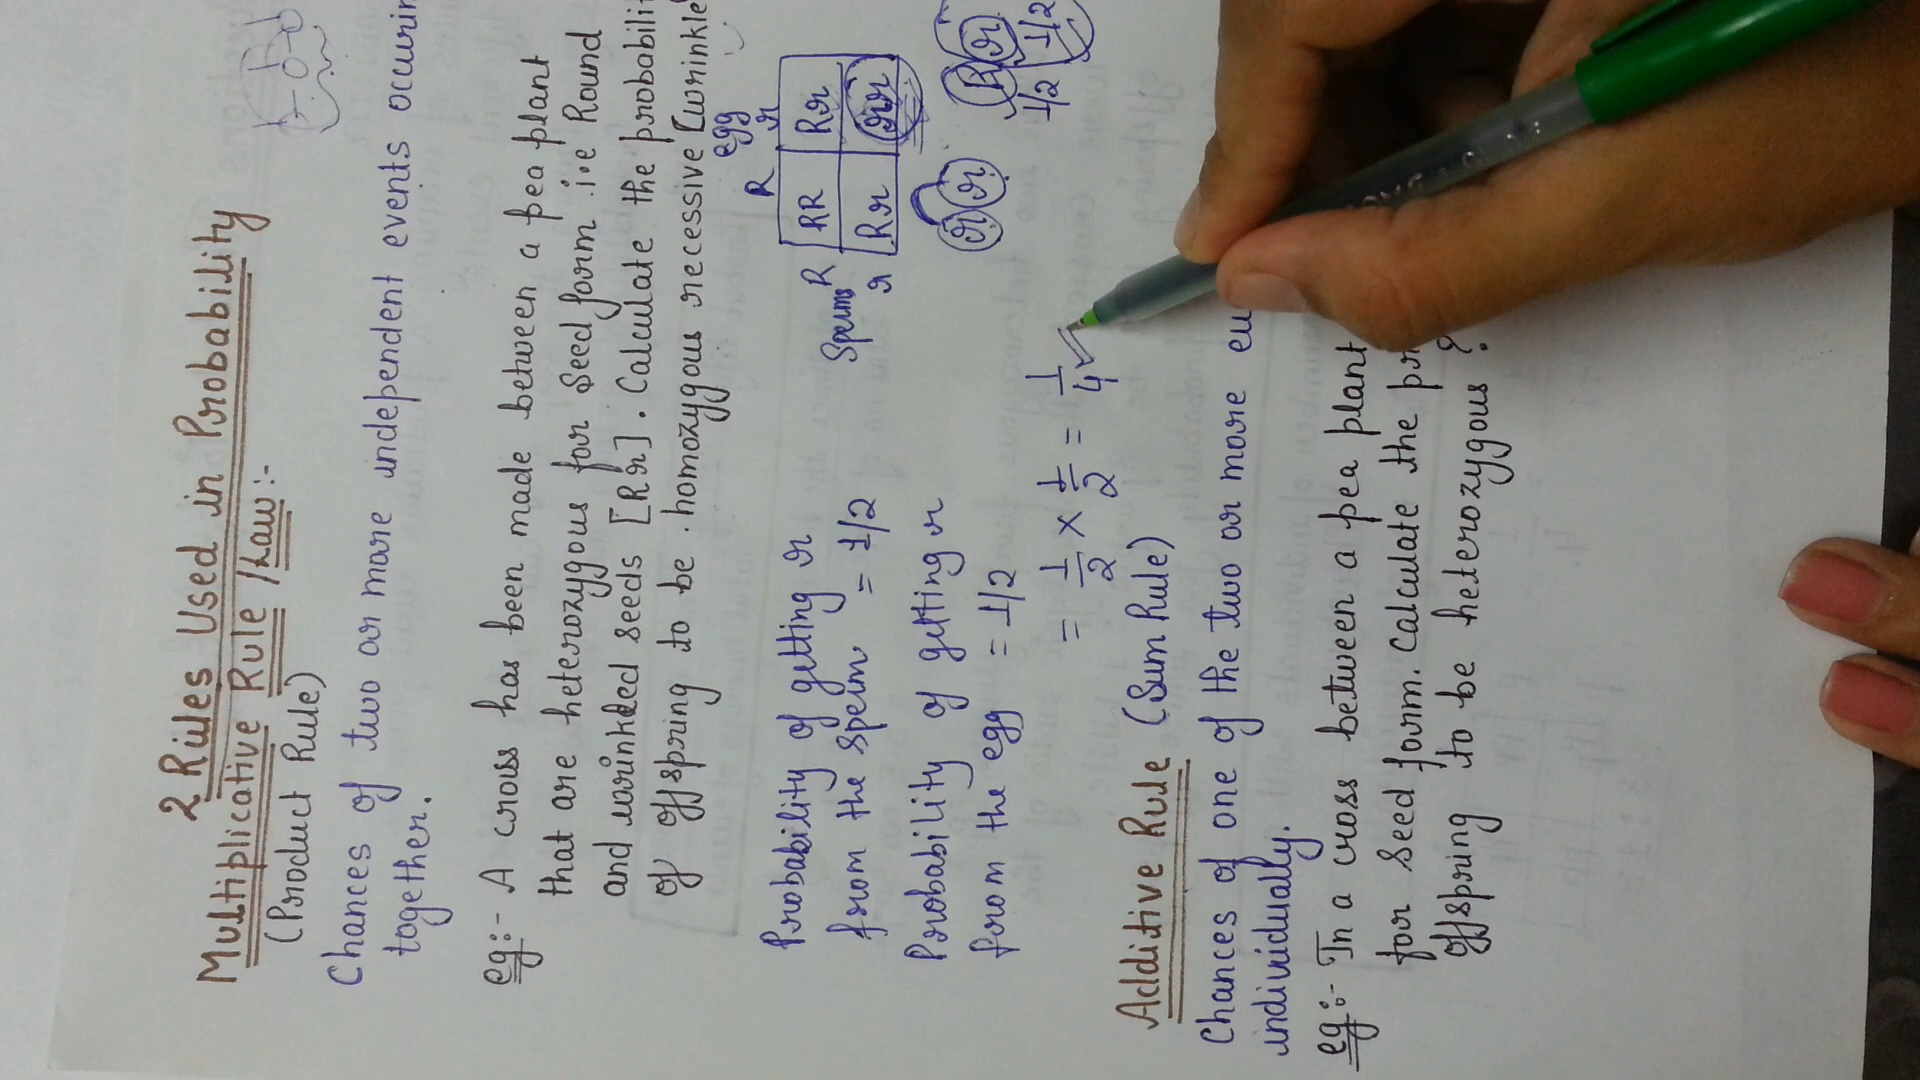 2 Rules Used in Probability
Multiplicative Rule / Law :-
(Product Rule)
Chances of two or more independent events occurin
together.
eg:- A cross has been made between a pea plant
that are heterozygous for Seed form i.e Round
and wrinkled seeds [Rr]. Calculate the probabili
of offspring to be homozygous recessive [wrinkle
egg
R r
Sperms R RR Rr
r Rr rr
Probability of getting r
from the sperm = 1/2
r r
R r
1/2 1/2
Probability of getting r
from the egg = 1/2
= 1/2 × 1/2 = 1/4
Additive Rule (Sum Rule)
Chances of one of the two or more eu
individually.
eg:- In a cross between a pea plant
for Seed form. Calculate the pr
offspring to be heterozygous ?